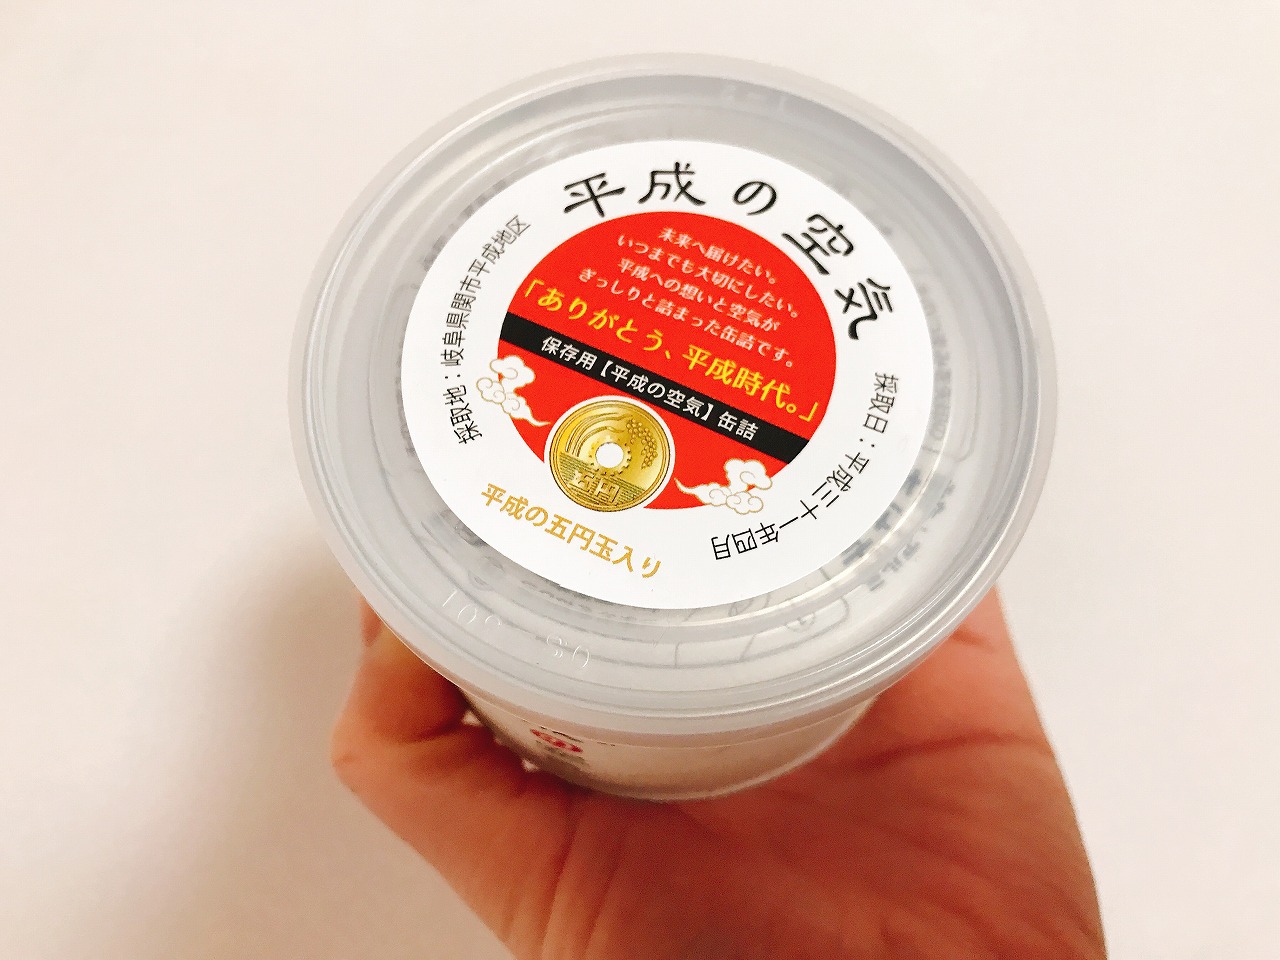 平成の空気
未来へ届けたい。
いつまでも大切にしたい。
平成への想いと空気が
ぎっしりと詰まった缶詰です。
「ありがとう、平成時代。」
保存用【平成の空気】缶詰
五円
平成の五円玉入り
採取地：岐阜県関市平成地区
採取日：平成三十一年四月